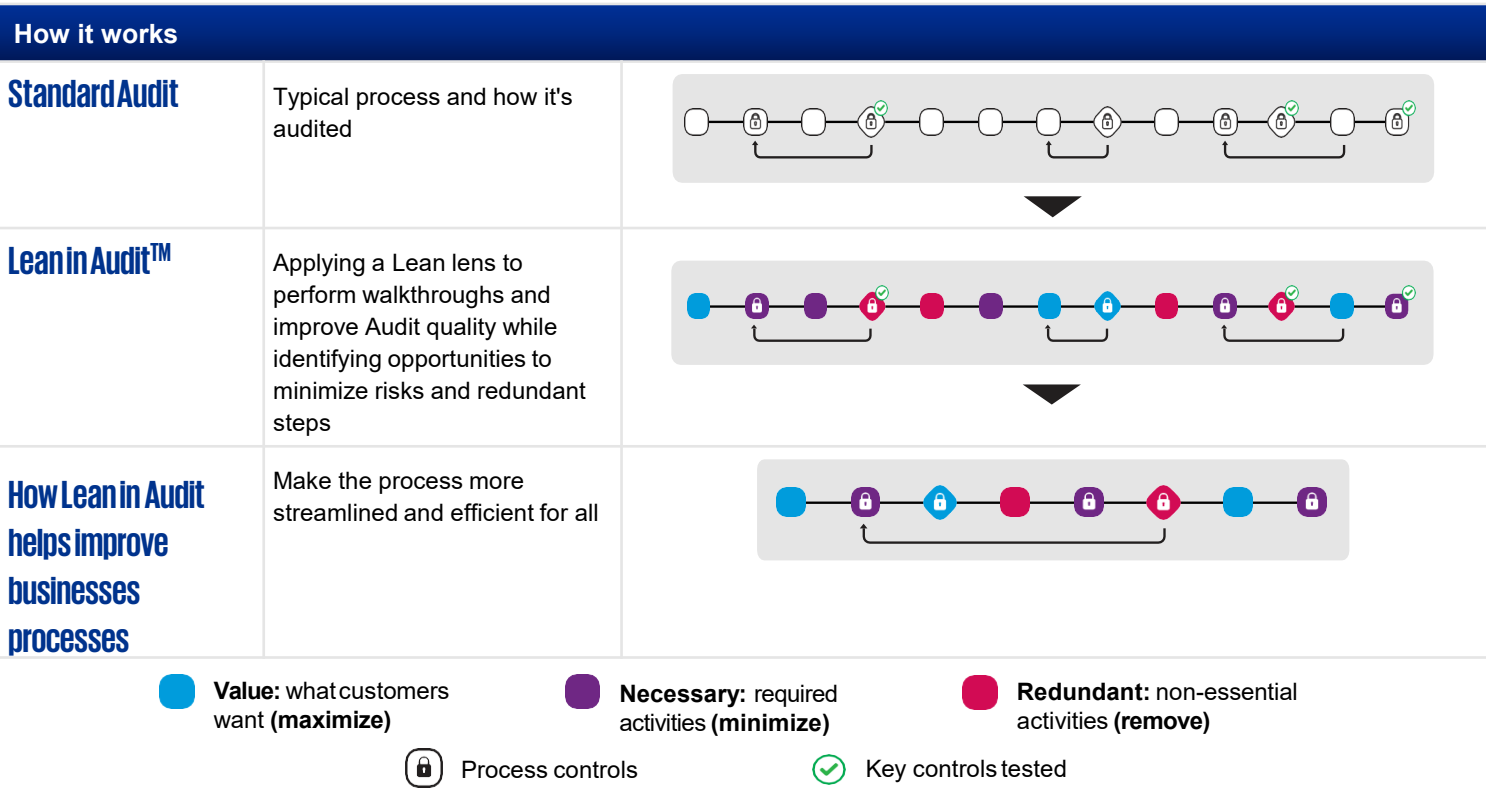 How it works
Standard Audit
Typical process and how it's
audited
Lean in Audit™
Applying a Lean lens to
perform walkthroughs and
improve Audit quality while
identifying opportunities to
minimize risks and redundant
steps
How Lean in Audit
helps improve
businesses
processes
Make the process more
streamlined and efficient for all
Value: what customers
want (maximize)
Necessary: required
activities (minimize)
Redundant: non-essential
activities (remove)
Process controls
Key controls tested